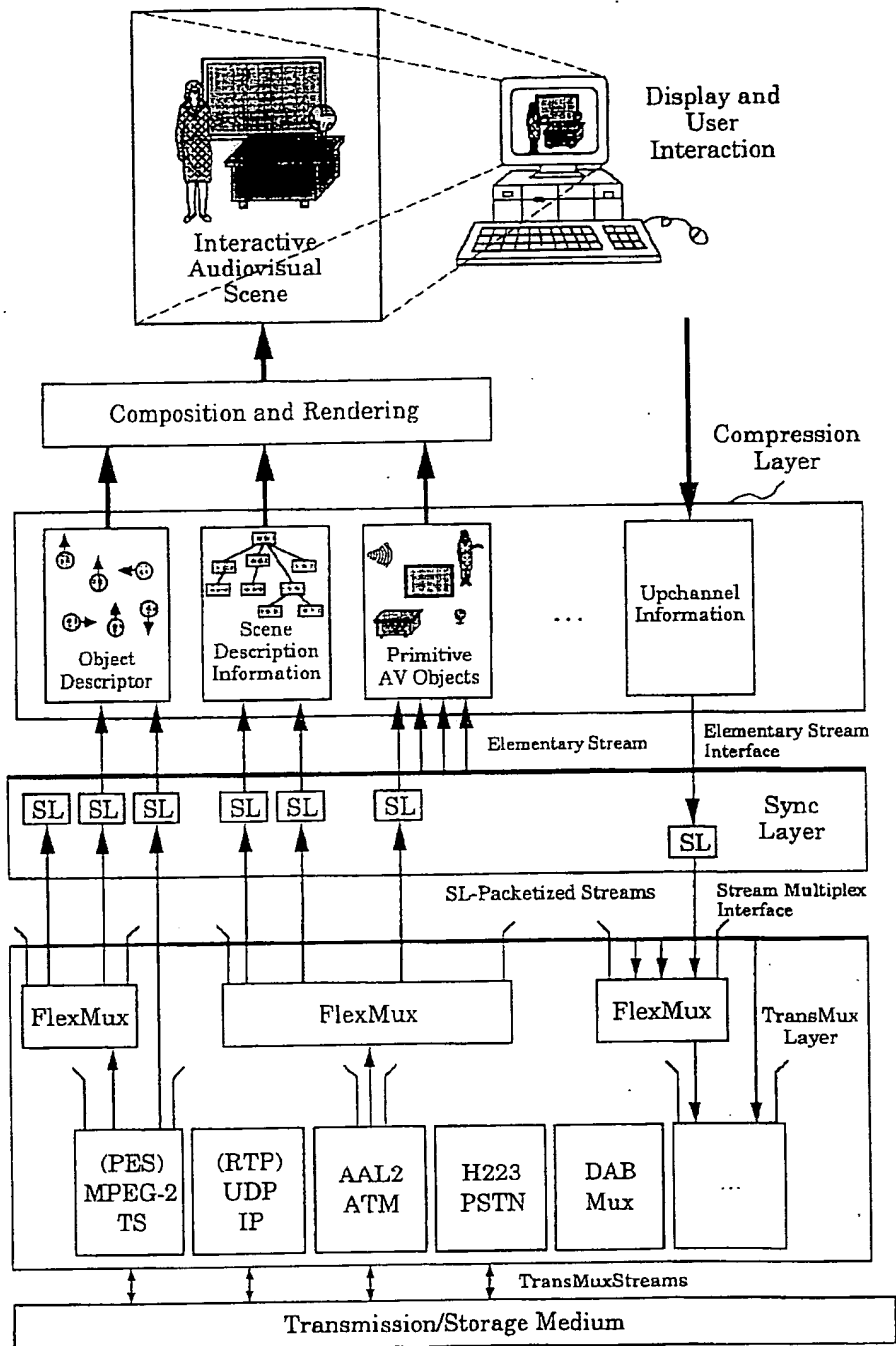 Display and
User
Interaction
Interactive
Audiovisual
Scene
Composition and Rendering
Compression
Layer
Object
Descriptor
Scene
Description
Information
Primitive
AV Objects
...
Upchannel
Information
Elementary Stream
Elementary Stream
Interface
SL
SL
SL
SL
SL
SL
SL
Sync
Layer
SL-Packetized Streams
Stream Multiplex
Interface
FlexMux
FlexMux
FlexMux
TransMux
Layer
(PES)
MPEG-2
TS
(RTP)
UDP
IP
AAL2
ATM
H223
PSTN
DAB
Mux
...
TransMuxStreams
Transmission/Storage Medium